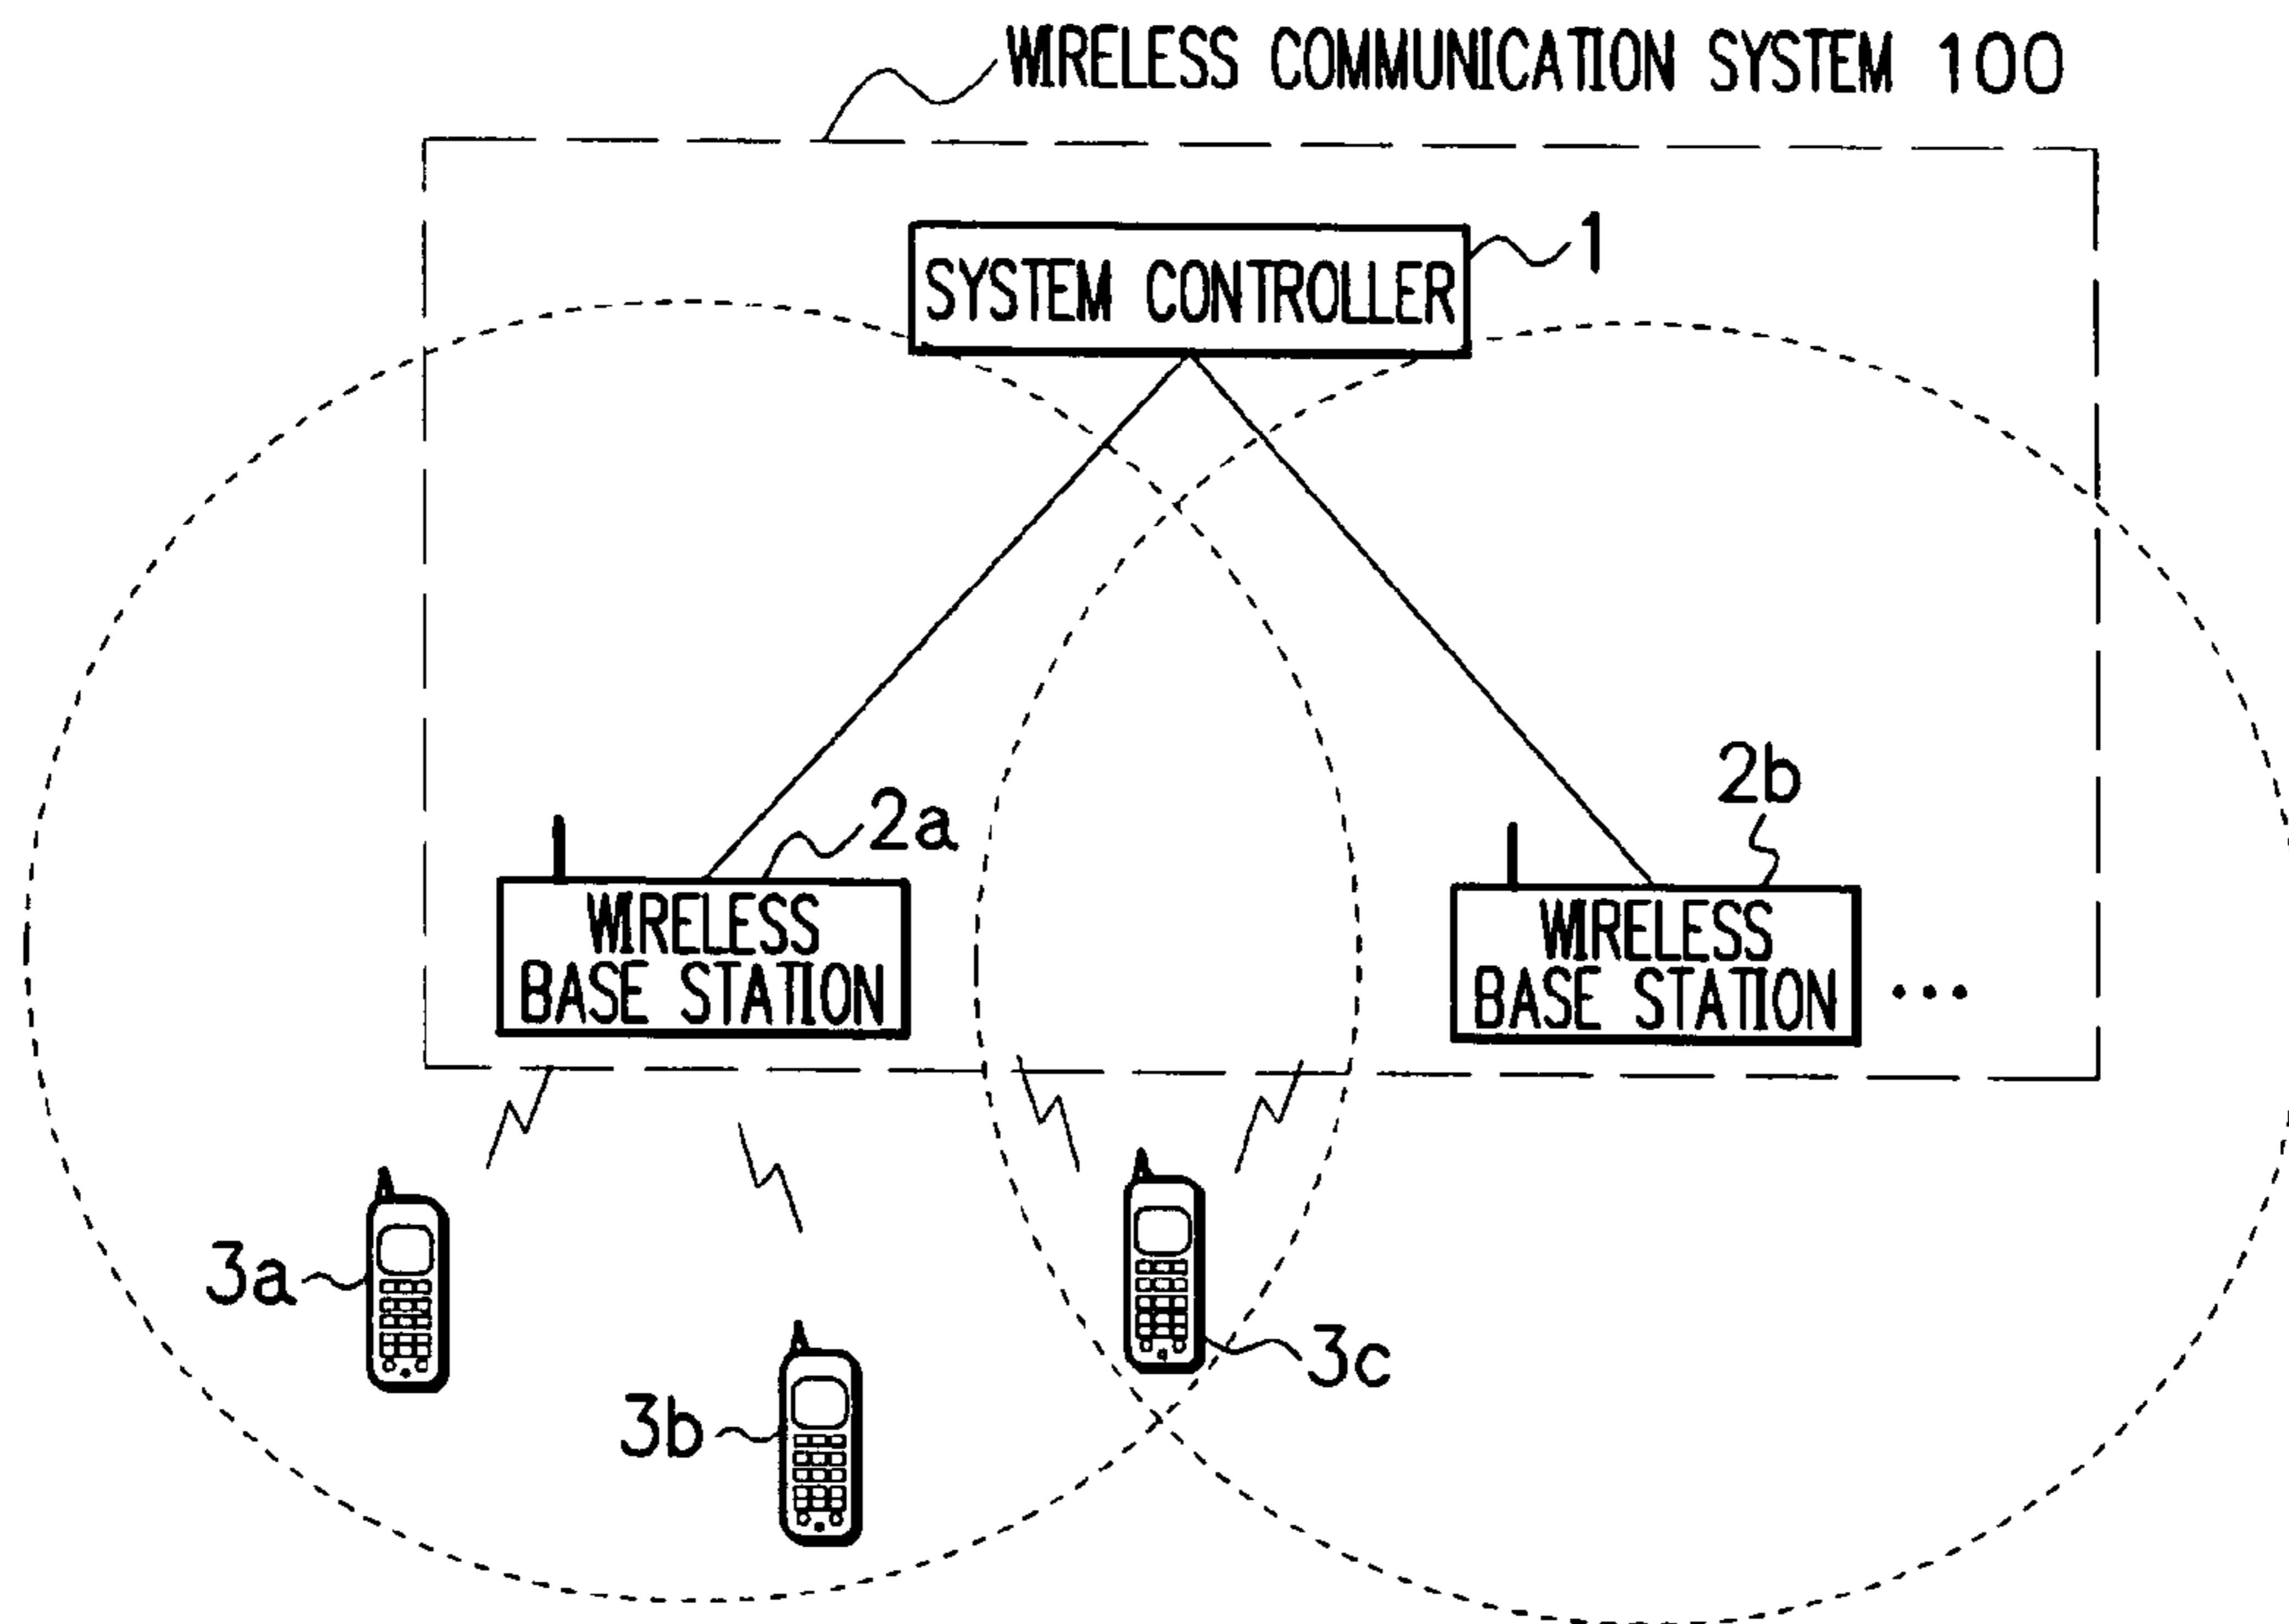 WIRELESS COMMUNICATION SYSTEM 100
1
SYSTEM CONTROLLER
2a
2b
WIRELESS
BASE STATION
WIRELESS
BASE STATION
...
3a
3b
3c